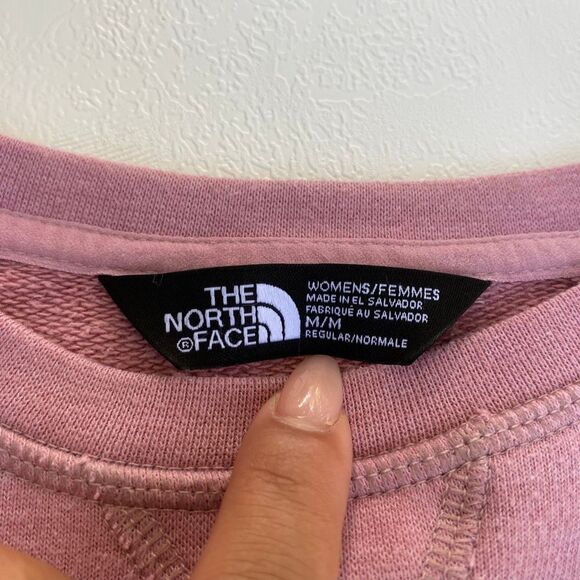 THE
NORTH
®FACE
WOMENS/FEMMES
MADE IN EL SALVADOR
FABRIQUÉ AU SALVADOR
M/M
REGULAR/NORMALE